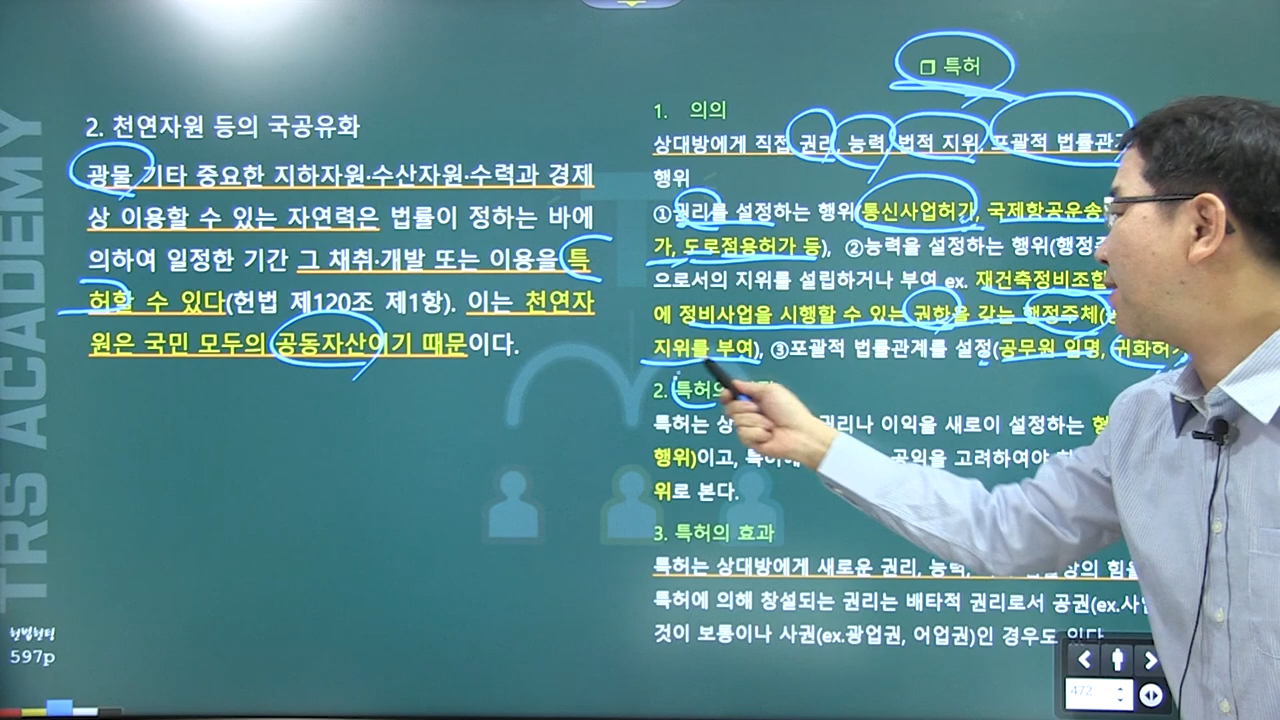 TRS ACADEMY
2. 천연자원 등의 국공유화
광물 기타 중요한 지하자원·수산자원·수력과 경제
상 이용할 수 있는 자연력은 법률이 정하는 바에
의하여 일정한 기간 그 채취·개발 또는 이용을 특
허할 수 있다(헌법 제120조 제1항). 이는 천연자
원은 국민 모두의 공동자산이기 때문이다.
헌법헌터
597p
❐ 특허
1. 의의
상대방에게 직접 권리, 능력, 법적 지위, 포괄적 법률관
행위
①권리를 설정하는 행위(통신사업허가, 국제항공운송
가, 도로점용허가 등), ②능력을 설정하는 행위(행정
으로서의 지위를 설립하거나 부여 ex. 재건축정비조합
에 정비사업을 시행할 수 있는 권한을 갖는 행정주체(
지위를 부여), ③포괄적 법률관계를 설정(공무원 임명, 귀화허가
2. 특허의
특허는 권리나 이익을 새로이 설정하는
행위)이고, 공익을 고려하여야
위로 본다.
3. 특허의 효과
특허는 상대방에게 새로운 권리, 능력, 힘을
특허에 의해 창설되는 권리는 배타적 권리로서 공권(ex.사
것이 보통이나 사권(ex.광업권, 어업권)인 경우도 있다
472